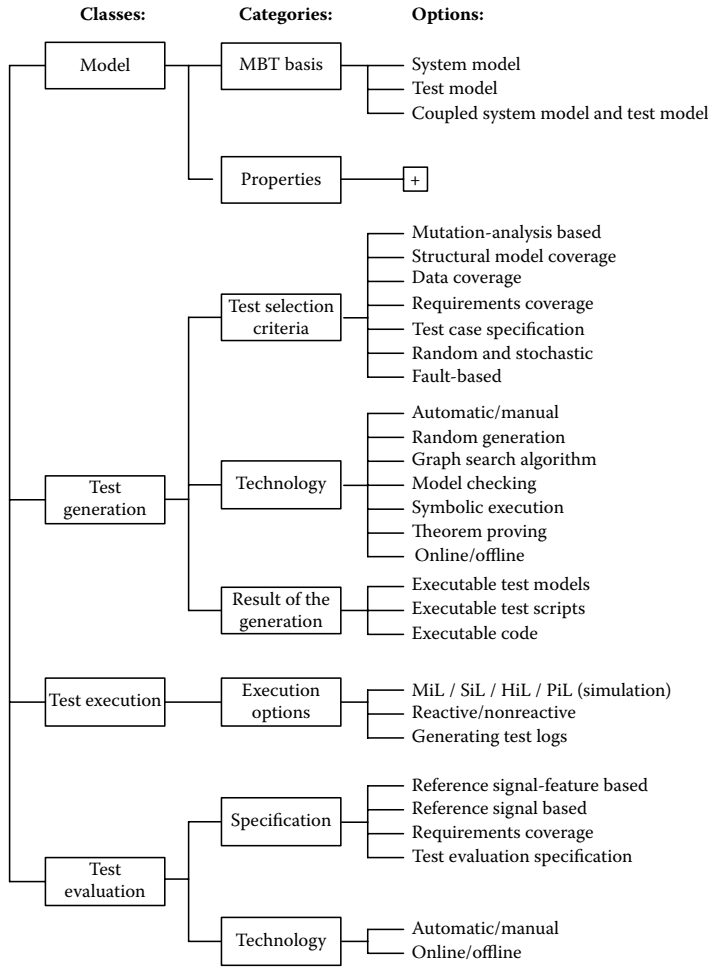 Classes:
Categories:
Options:
Model
MBT basis
System model
Test model
Coupled system model and test model
Properties
+
Test selection
criteria
Mutation-analysis based
Structural model coverage
Data coverage
Requirements coverage
Test case specification
Random and stochastic
Fault-based
Test
generation
Technology
Automatic/manual
Random generation
Graph search algorithm
Model checking
Symbolic execution
Theorem proving
Online/offline
Result of the
generation
Executable test models
Executable test scripts
Executable code
Test execution
Execution
options
MiL / SiL / HiL / PiL (simulation)
Reactive/nonreactive
Generating test logs
Test
evaluation
Specification
Reference signal-feature based
Reference signal based
Requirements coverage
Test evaluation specification
Technology
Automatic/manual
Online/offline